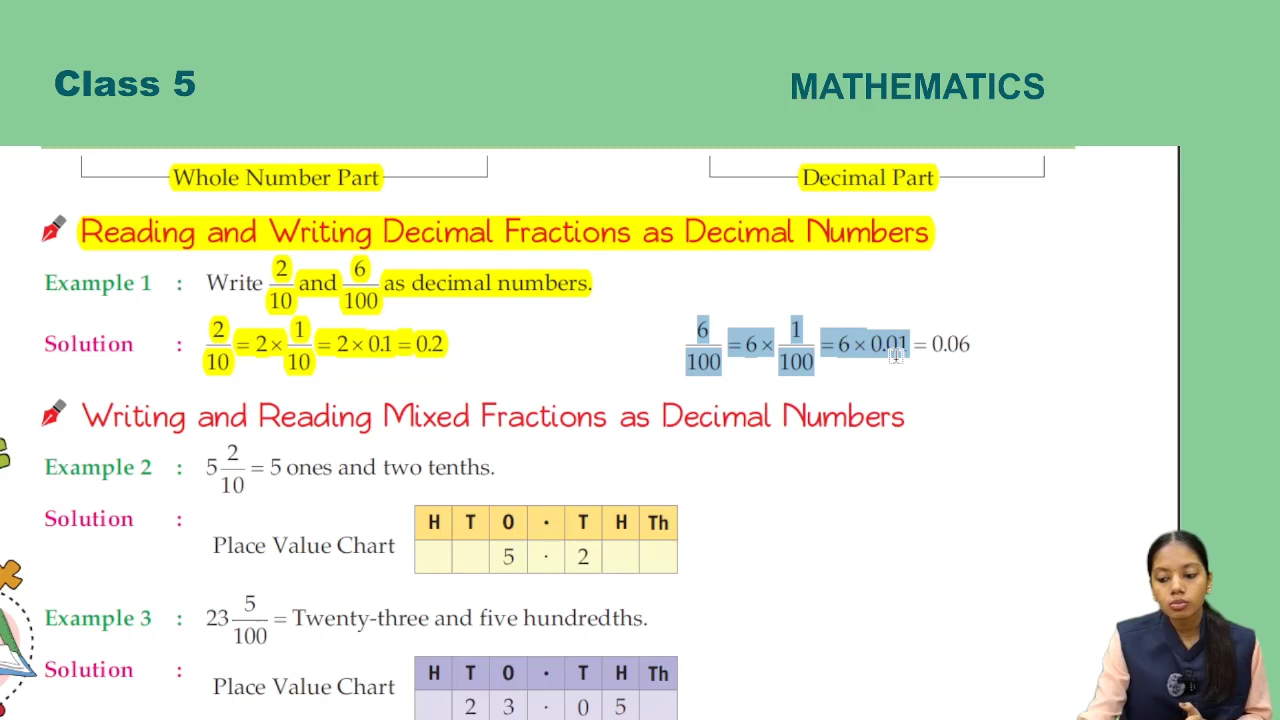 Class 5
MATHEMATICS
Whole Number Part
Decimal Part
Reading and Writing Decimal Fractions as Decimal Numbers
Example 1 : Write 2/10 and 6/100 as decimal numbers.
Solution : 2/10 = 2 × 1/10 = 2 × 0.1 = 0.2
6/100 = 6 × 1/100 = 6 × 0.01 = 0.06
Writing and Reading Mixed Fractions as Decimal Numbers
Example 2 : 5 2/10 = 5 ones and two tenths.
Solution :
Place Value Chart
H T O · T H Th
5 · 2
Example 3 : 23 5/100 = Twenty-three and five hundredths.
Solution :
Place Value Chart
H T O · T H Th
2 3 · 0 5